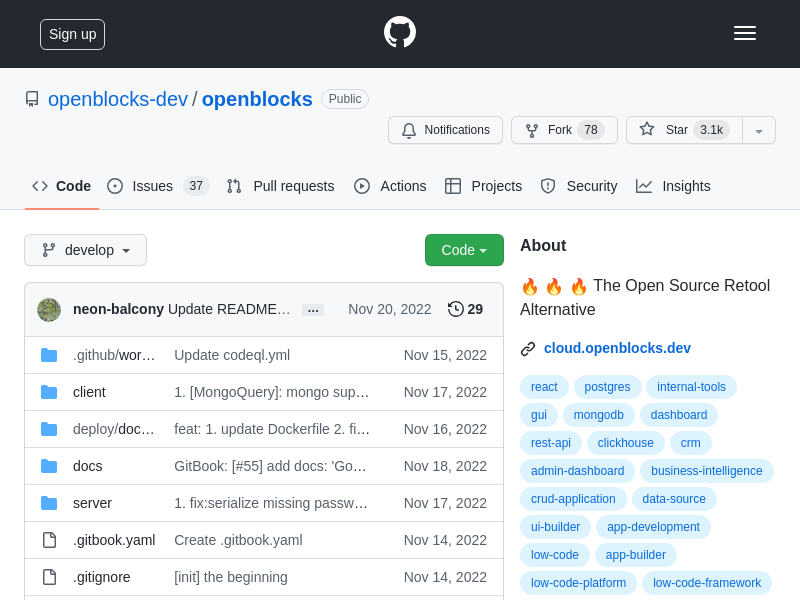 Sign up
openblocks-dev / openblocks Public
Notifications Fork 78 Star 3.1k
Code Issues 37 Pull requests Actions Projects Security Insights
develop Code
neon-balcony Update README… … Nov 20, 2022 29
.github/wor… Update codeql.yml Nov 15, 2022
client 1. [MongoQuery]: mongo sup… Nov 17, 2022
deploy/doc… feat: 1. update Dockerfile 2. fi… Nov 16, 2022
docs GitBook: [#55] add docs: 'Go… Nov 18, 2022
server 1. fix:serialize missing passw… Nov 17, 2022
.gitbook.yaml Create .gitbook.yaml Nov 14, 2022
.gitignore [init] the beginning Nov 14, 2022
About
🔥 🔥 🔥 The Open Source Retool
Alternative
cloud.openblocks.dev
react postgres internal-tools
gui mongodb dashboard
rest-api clickhouse crm
admin-dashboard business-intelligence
crud-application data-source
ui-builder app-development
low-code app-builder
low-code-platform low-code-framework